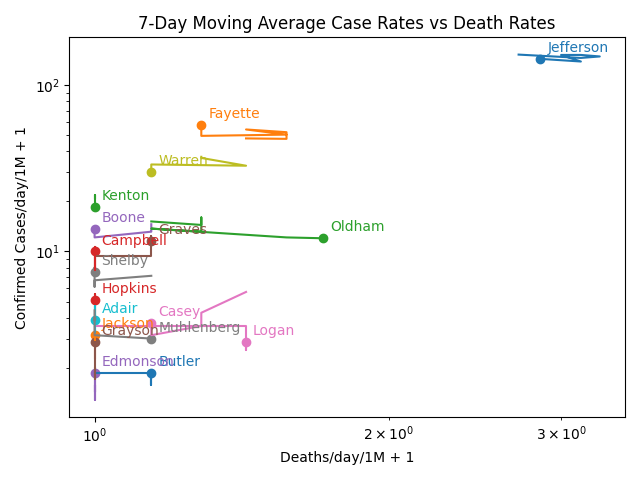 7-Day Moving Average Case Rates vs Death Rates
Jefferson
10²
Fayette
Warren
Kenton
Boone
Oldham
Graves
Campbell
10¹
Shelby
Hopkins
Adair
Casey
Jackson
Muhlenberg
Grayson
Logan
Edmonson
Butler
10⁰
2 × 10⁰
3 × 10⁰
Confirmed Cases/day/1M + 1
Deaths/day/1M + 1